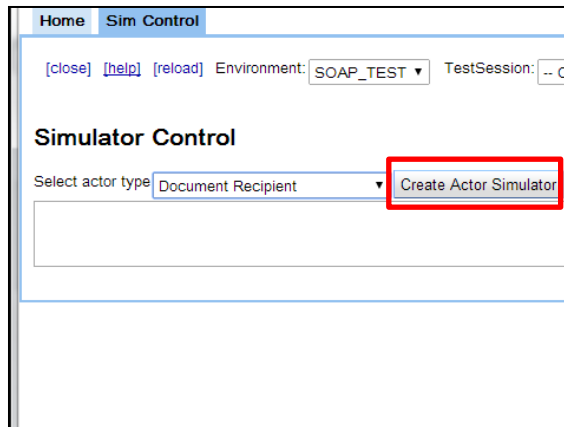 Home Sim Control
[close] [help] [reload] Environment: SOAP_TEST TestSession: --
Simulator Control
Select actor type Document Recipient Create Actor Simulator